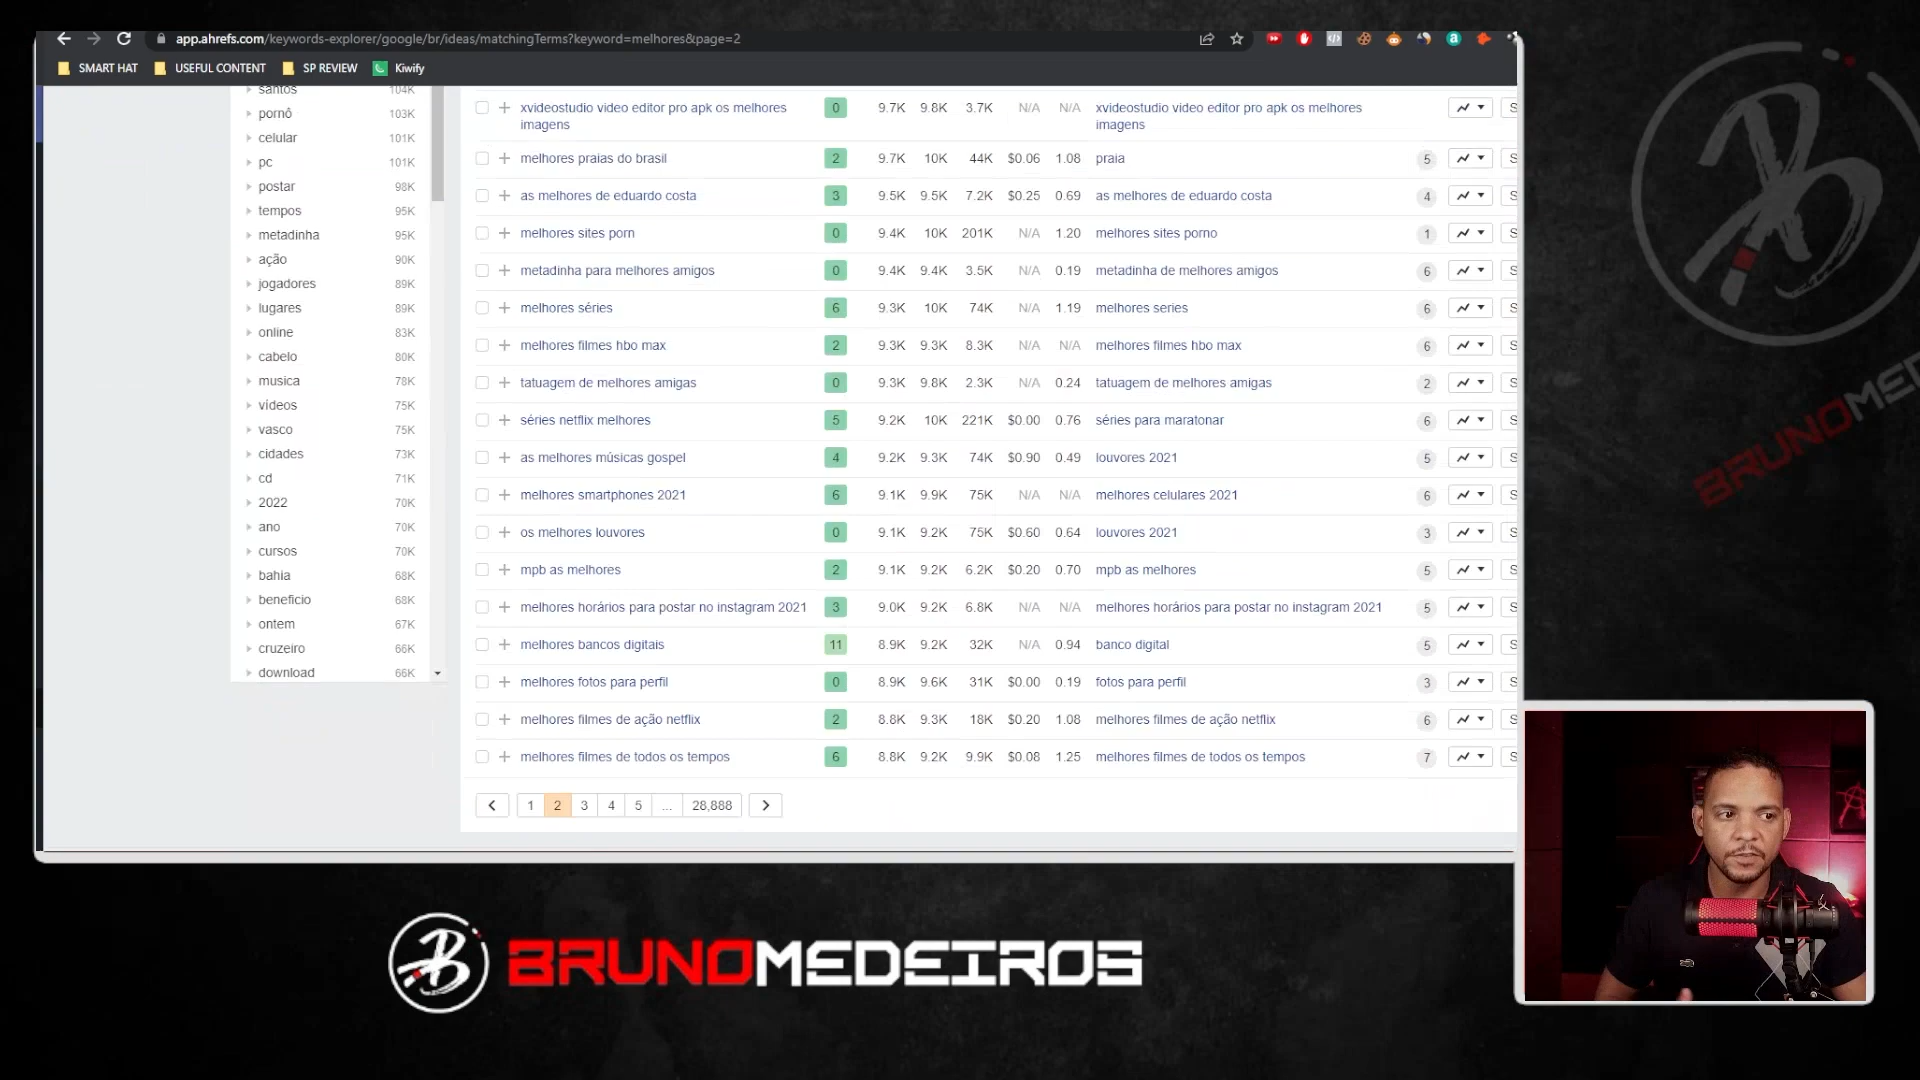 app.ahrefs.com/keywords-explorer/google/br/ideas/matchingTerms?keyword=melhores&page=2
SMART HAT USEFUL CONTENT SP REVIEW Kiwify
santos 104K
pornô 103K
celular 101K
pc 101K
postar 98K
tempos 95K
metadinha 95K
ação 90K
jogadores 89K
lugares 89K
online 83K
cabelo 80K
musica 78K
vídeos 75K
vasco 75K
cidades 73K
cd 71K
2022 70K
ano 70K
cursos 70K
bahia 68K
beneficio 68K
ontem 67K
cruzeiro 66K
download 66K
xvideostudio video editor pro apk os melhores 0 9.7K 9.8K 3.7K N/A N/A xvideostudio video editor pro apk os melhores S
imagens imagens
melhores praias do brasil 2 9.7K 10K 44K $0.06 1.08 praia 5 S
as melhores de eduardo costa 3 9.5K 9.5K 7.2K $0.25 0.69 as melhores de eduardo costa 4 S
melhores sites porn 0 9.4K 10K 201K N/A 1.20 melhores sites porno 1 S
metadinha para melhores amigos 0 9.4K 9.4K 3.5K N/A 0.19 metadinha de melhores amigos 6 S
melhores séries 6 9.3K 10K 74K N/A 1.19 melhores series 6 S
melhores filmes hbo max 2 9.3K 9.3K 8.3K N/A N/A melhores filmes hbo max 6 S
tatuagem de melhores amigas 0 9.3K 9.8K 2.3K N/A 0.24 tatuagem de melhores amigas 2 S
séries netflix melhores 5 9.2K 10K 221K $0.00 0.76 séries para maratonar 6 S
as melhores músicas gospel 4 9.2K 9.3K 74K $0.90 0.49 louvores 2021 5 S
melhores smartphones 2021 6 9.1K 9.9K 75K N/A N/A melhores celulares 2021 6 S
os melhores louvores 0 9.1K 9.2K 75K $0.60 0.64 louvores 2021 3 S
mpb as melhores 2 9.1K 9.2K 6.2K $0.20 0.70 mpb as melhores 5 S
melhores horários para postar no instagram 2021 3 9.0K 9.2K 6.8K N/A N/A melhores horários para postar no instagram 2021 5 S
melhores bancos digitais 11 8.9K 9.2K 32K N/A 0.94 banco digital 5 S
melhores fotos para perfil 0 8.9K 9.6K 31K $0.00 0.19 fotos para perfil 3 S
melhores filmes de ação netflix 2 8.8K 9.3K 18K $0.20 1.08 melhores filmes de ação netflix 6 S
melhores filmes de todos os tempos 6 8.8K 9.2K 9.9K $0.08 1.25 melhores filmes de todos os tempos 7 S
1 2 3 4 5 ... 28,888
B
BRUNOMED
B BRUNOMEDEIROS